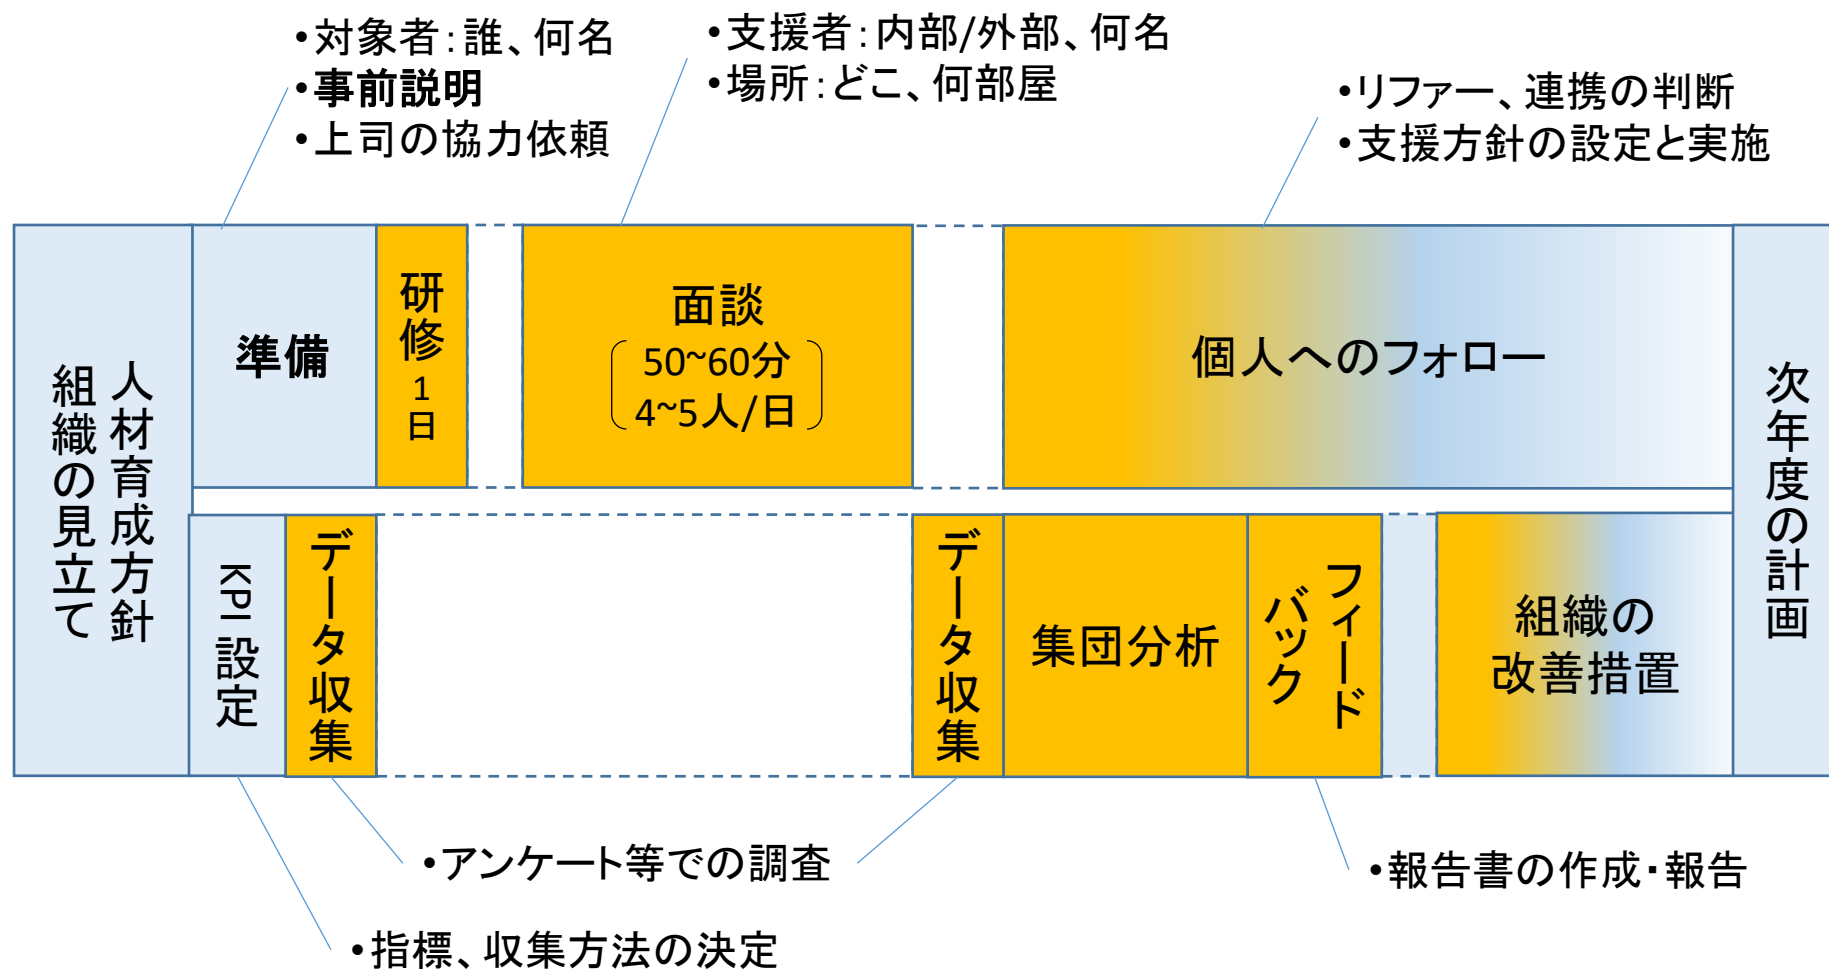 •対象者：誰、何名
•事前説明
•上司の協力依頼
•支援者：内部/外部、何名
•場所：どこ、何部屋
•リファー、連携の判断
•支援方針の設定と実施
人材育成方針
組織の見立て
準備
研修
1日
面談
50~60分
4~5人/日
個人へのフォロー
次年度の計画
KPI設定
データ収集
データ収集
集団分析
フィード
バック
組織の
改善措置
•アンケート等での調査
•報告書の作成・報告
•指標、収集方法の決定